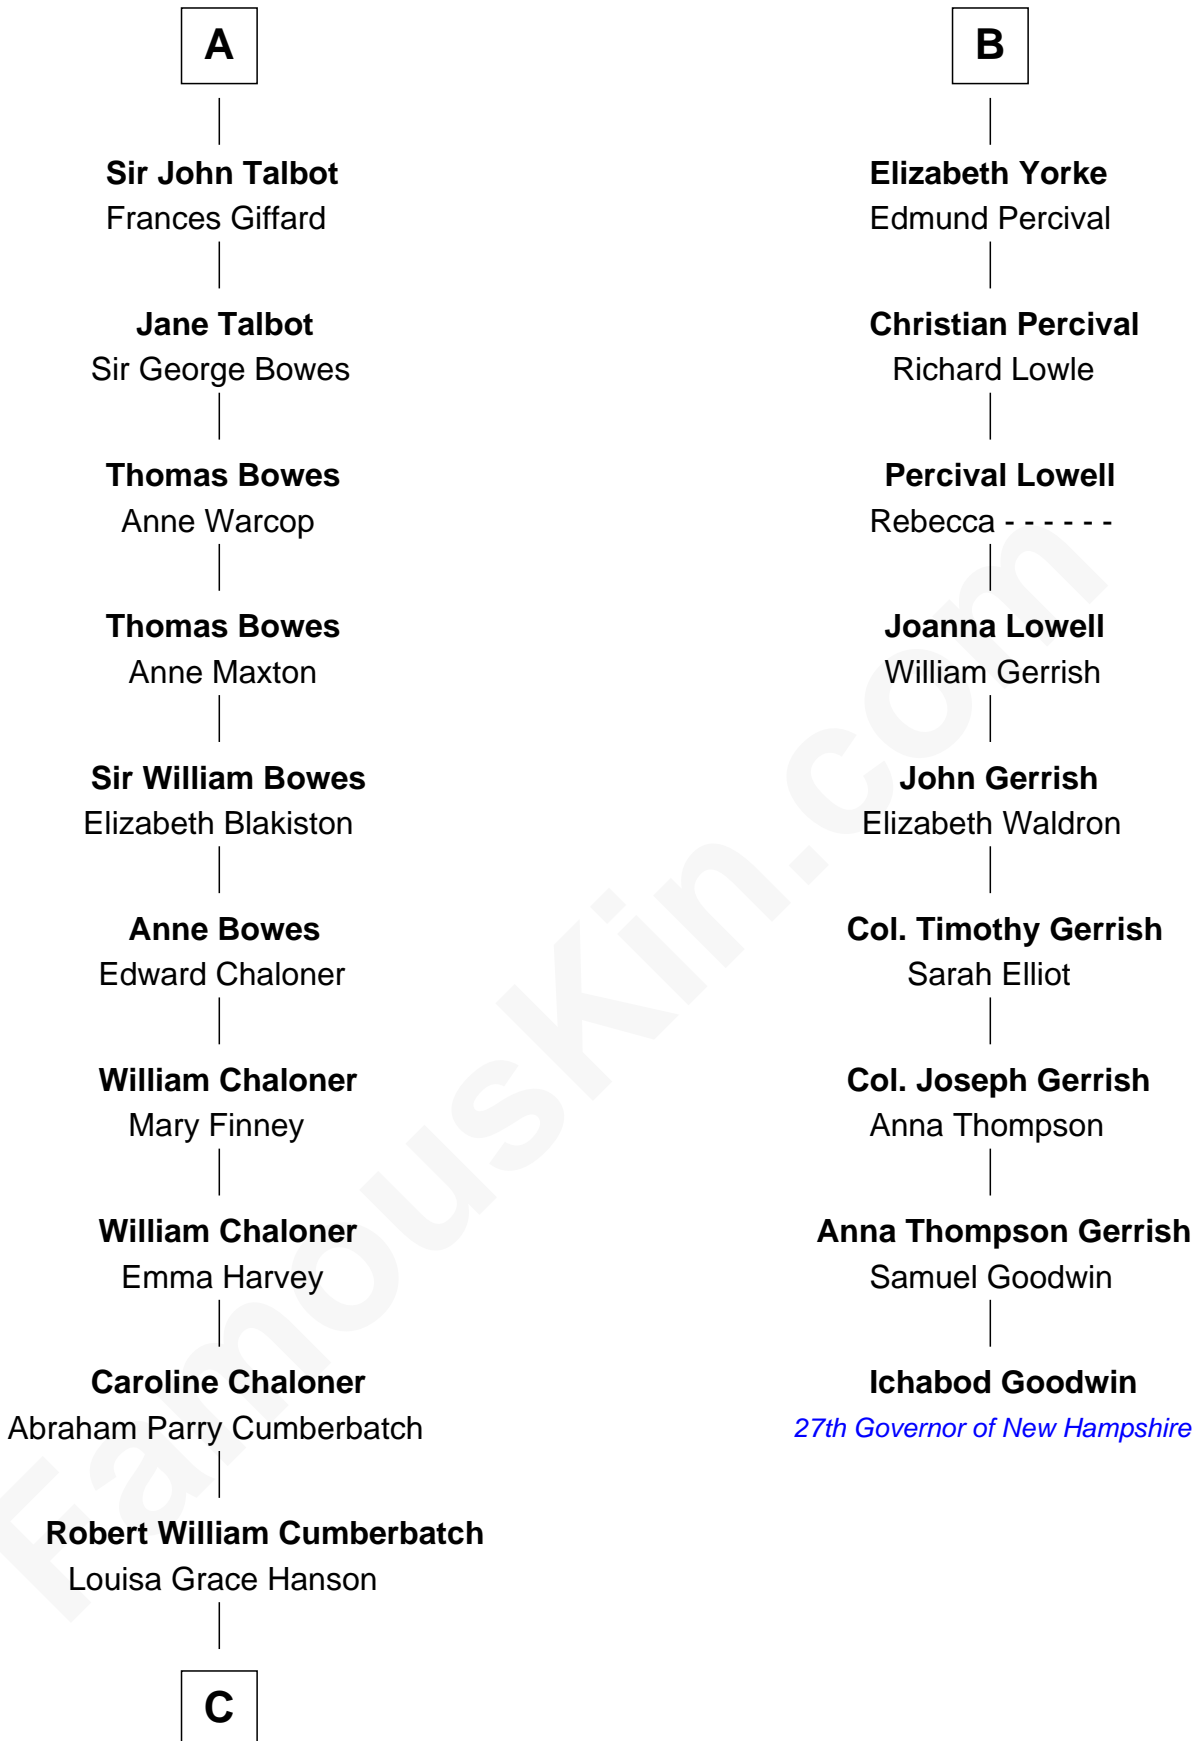 A
Sir John Talbot
Frances Giffard
Jane Talbot
Sir George Bowes
Thomas Bowes
Anne Warcop
Thomas Bowes
Anne Maxton
Sir William Bowes
Elizabeth Blakiston
Anne Bowes
Edward Chaloner
William Chaloner
Mary Finney
William Chaloner
Emma Harvey
Caroline Chaloner
Abraham Parry Cumberbatch
Robert William Cumberbatch
Louisa Grace Hanson
C
B
Elizabeth Yorke
Edmund Percival
Christian Percival
Richard Lowle
Percival Lowell
Rebecca - - - - - -
Joanna Lowell
William Gerrish
John Gerrish
Elizabeth Waldron
Col. Timothy Gerrish
Sarah Elliot
Col. Joseph Gerrish
Anna Thompson
Anna Thompson Gerrish
Samuel Goodwin
Ichabod Goodwin
27th Governor of New Hampshire
FamousKin.com